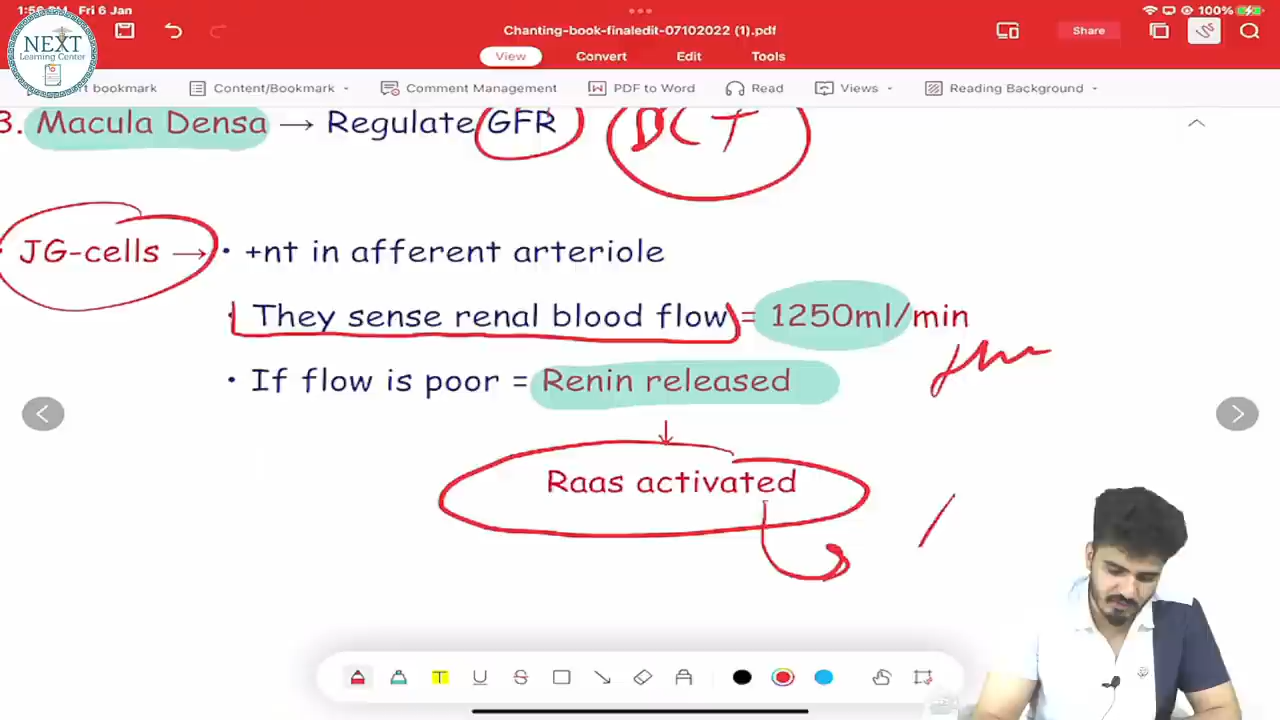 1:56 PM Fri 6 Jan
100%
NEXT
Learning Center
Chanting-book-finaledit-07102022 (1).pdf
Share
View Convert Edit Tools
bookmark Content/Bookmark Comment Management PDF to Word Read Views Reading Background
3. Macula Densa → Regulate GFR DCT
JG-cells → • +nt in afferent arteriole
• They sense renal blood flow = 1250ml/min
• If flow is poor = Renin released
↓
Raas activated